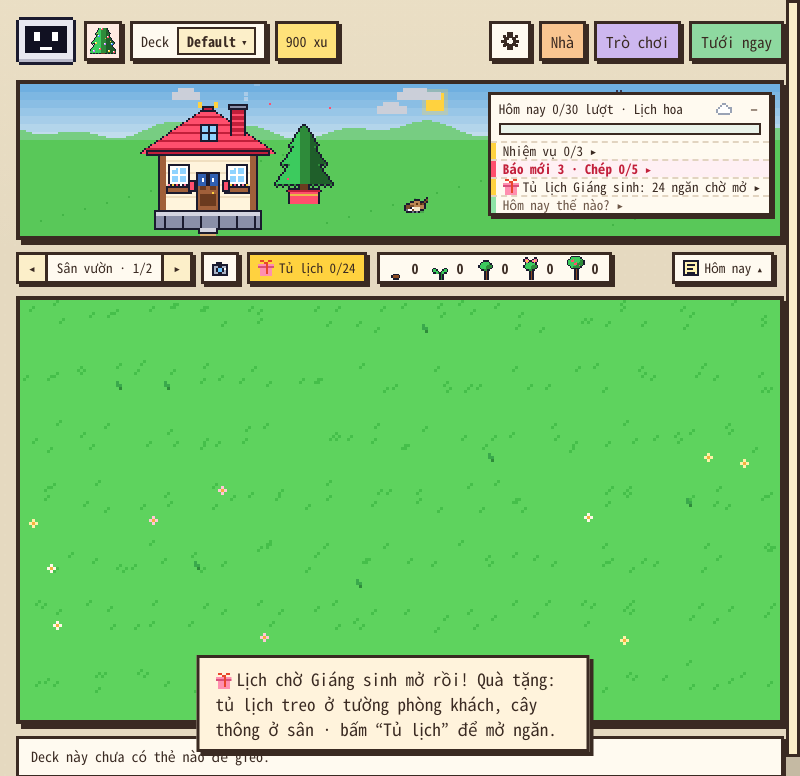 Deck Default ▾
900 xu
Nhà
Trò chơi
Tưới ngay
Hôm nay 0/30 lượt · Lịch hoa
Nhiệm vụ 0/3 ▸
Báo mới 3 · Chép 0/5 ▸
Tủ lịch Giáng sinh: 24 ngăn chờ mở ▸
Hôm nay thế nào? ▸
◂ Sân vườn · 1/2 ▸
Tủ lịch 0/24
0 0 0 0 0
Hôm nay ▴
Lịch chờ Giáng sinh mở rồi! Quà tặng:
tủ lịch treo ở tường phòng khách, cây
thông ở sân · bấm “Tủ lịch” để mở ngăn.
Deck này chưa có thẻ nào để gieo.